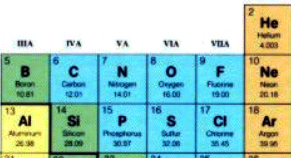 2
He
Helium
4.003
IIIA IVA VA VIA VIIA
5 6 7 8 9 10
B C N O F Ne
Boron Carbon Nitrogen Oxygen Fluorine Neon
10.81 12.01 14.01 16.00 19.00 20.18
13 14 15 16 17 18
Al Si P S Cl Ar
Aluminum Silicon Phosphorus Sulfur Chlorine Argon
26.98 28.09 30.97 32.06 35.45 39.95